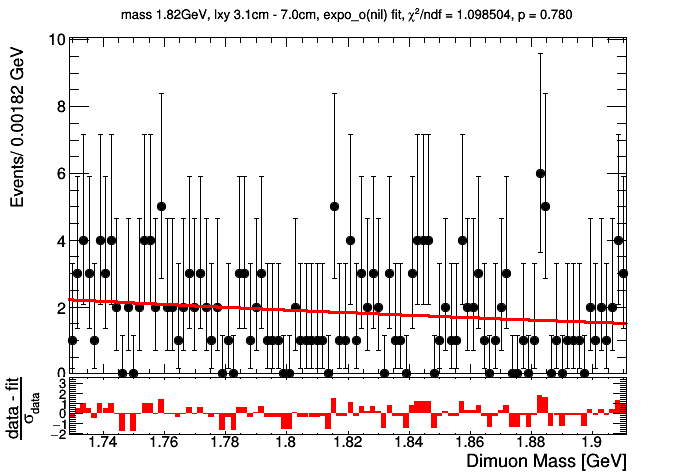 mass 1.82GeV, lxy 3.1cm - 7.0cm, expo_o(nil) fit, χ²/ndf = 1.098504, p = 0.780
Events/ 0.00182 GeV
10
8
6
4
2
0
data - fit
σdata
3
2
1
0
−1
−2
1.74 1.76 1.78 1.8 1.82 1.84 1.86 1.88 1.9
Dimuon Mass [GeV]